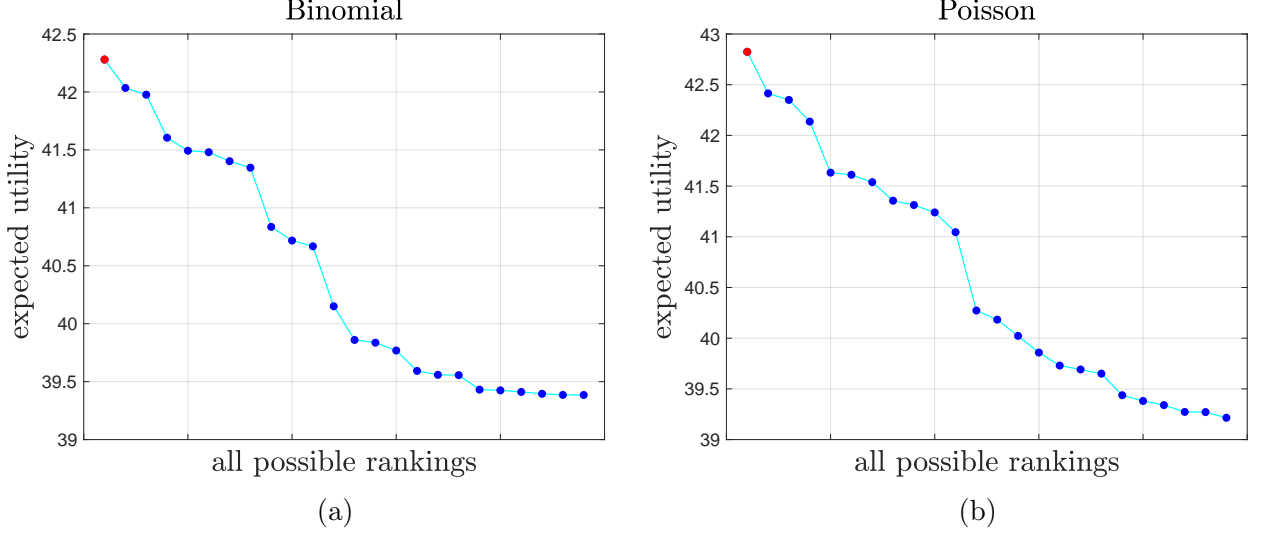 Binomial
42.5
42
41.5
41
40.5
40
39.5
39
expected utility
all possible rankings
(a)
Poisson
43
42.5
42
41.5
41
40.5
40
39.5
39
expected utility
all possible rankings
(b)